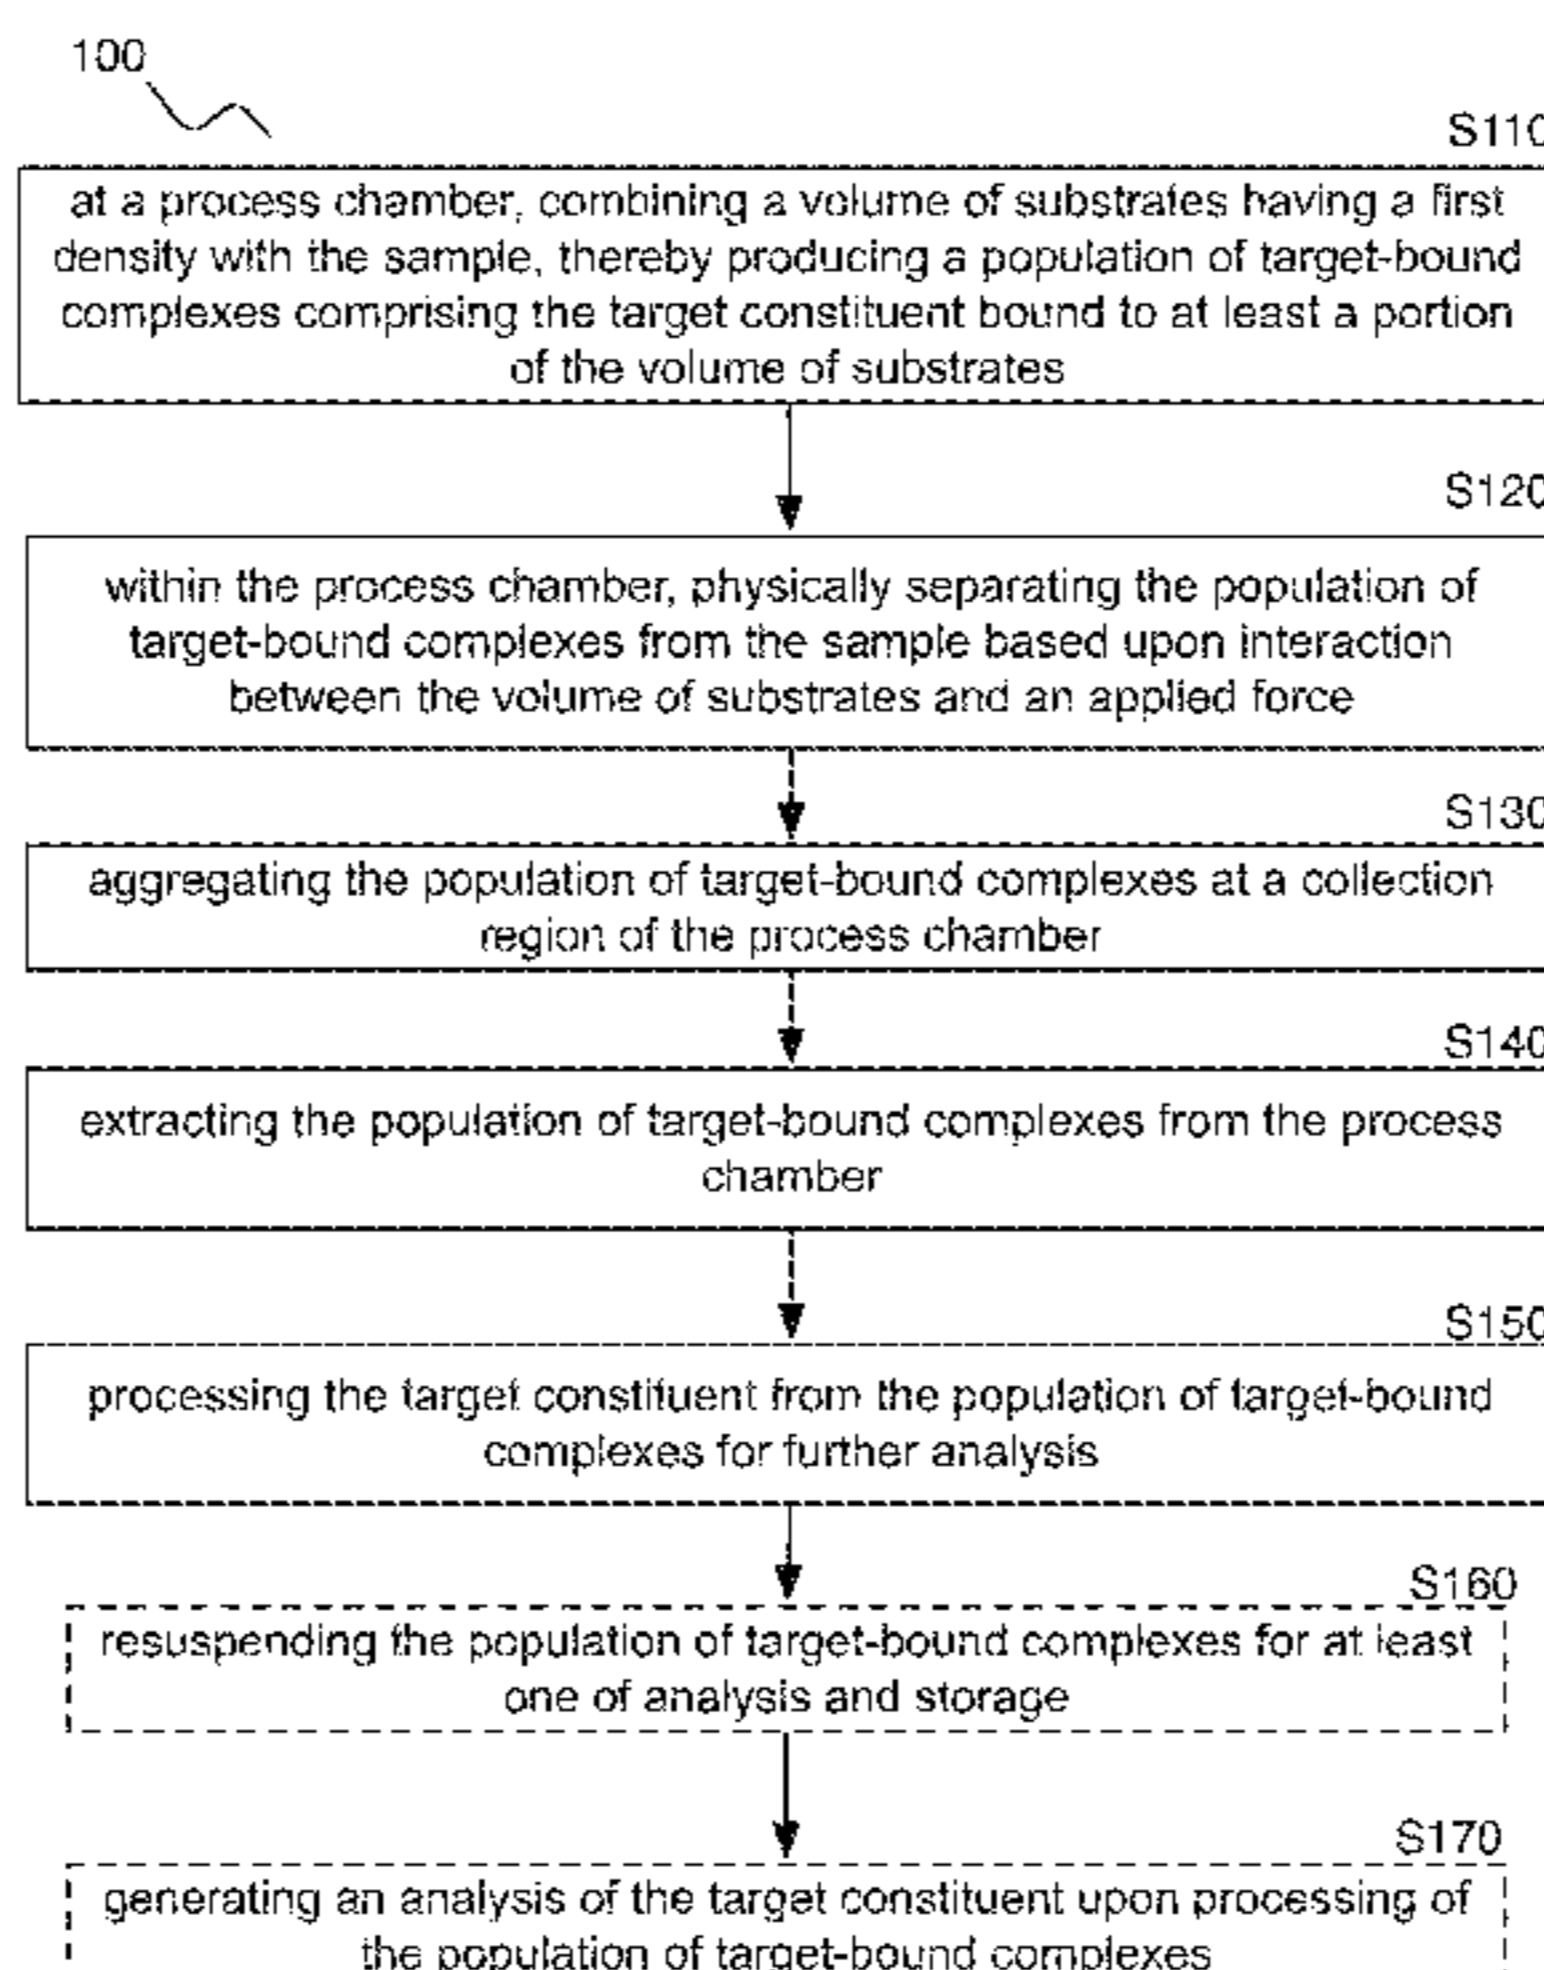 100
S110
at a process chamber, combining a volume of substrates having a first
density with the sample, thereby producing a population of target-bound
complexes comprising the target constituent bound to at least a portion
of the volume of substrates
S120
within the process chamber, physically separating the population of
target-bound complexes from the sample based upon interaction
between the volume of substrates and an applied force
S130
aggregating the population of target-bound complexes at a collection
region of the process chamber
S140
extracting the population of target-bound complexes from the process
chamber
S150
processing the target constituent from the population of target-bound
complexes for further analysis
S160
resuspending the population of target-bound complexes for at least
one of analysis and storage
S170
generating an analysis of the target constituent upon processing of
the population of target-bound complexes